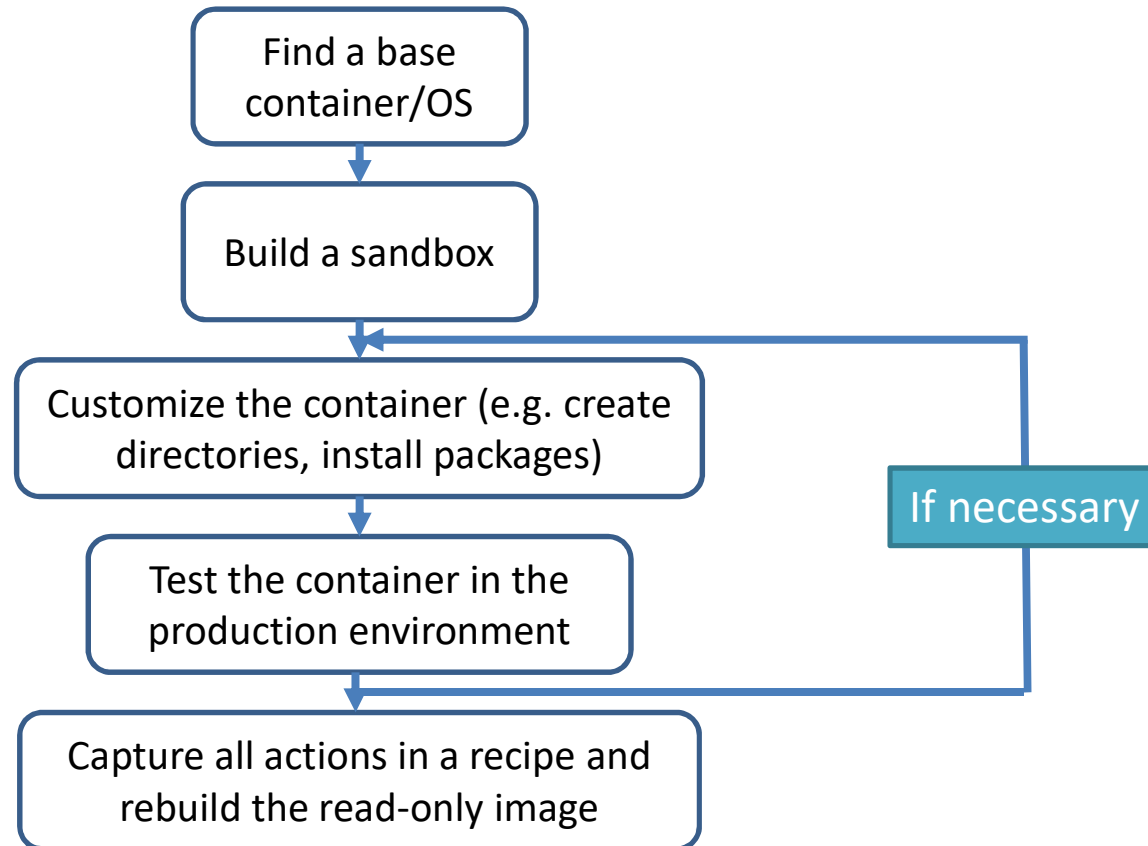 Find a base
container/OS
Build a sandbox
Customize the container (e.g. create
directories, install packages)
If necessary
Test the container in the
production environment
Capture all actions in a recipe and
rebuild the read-only image